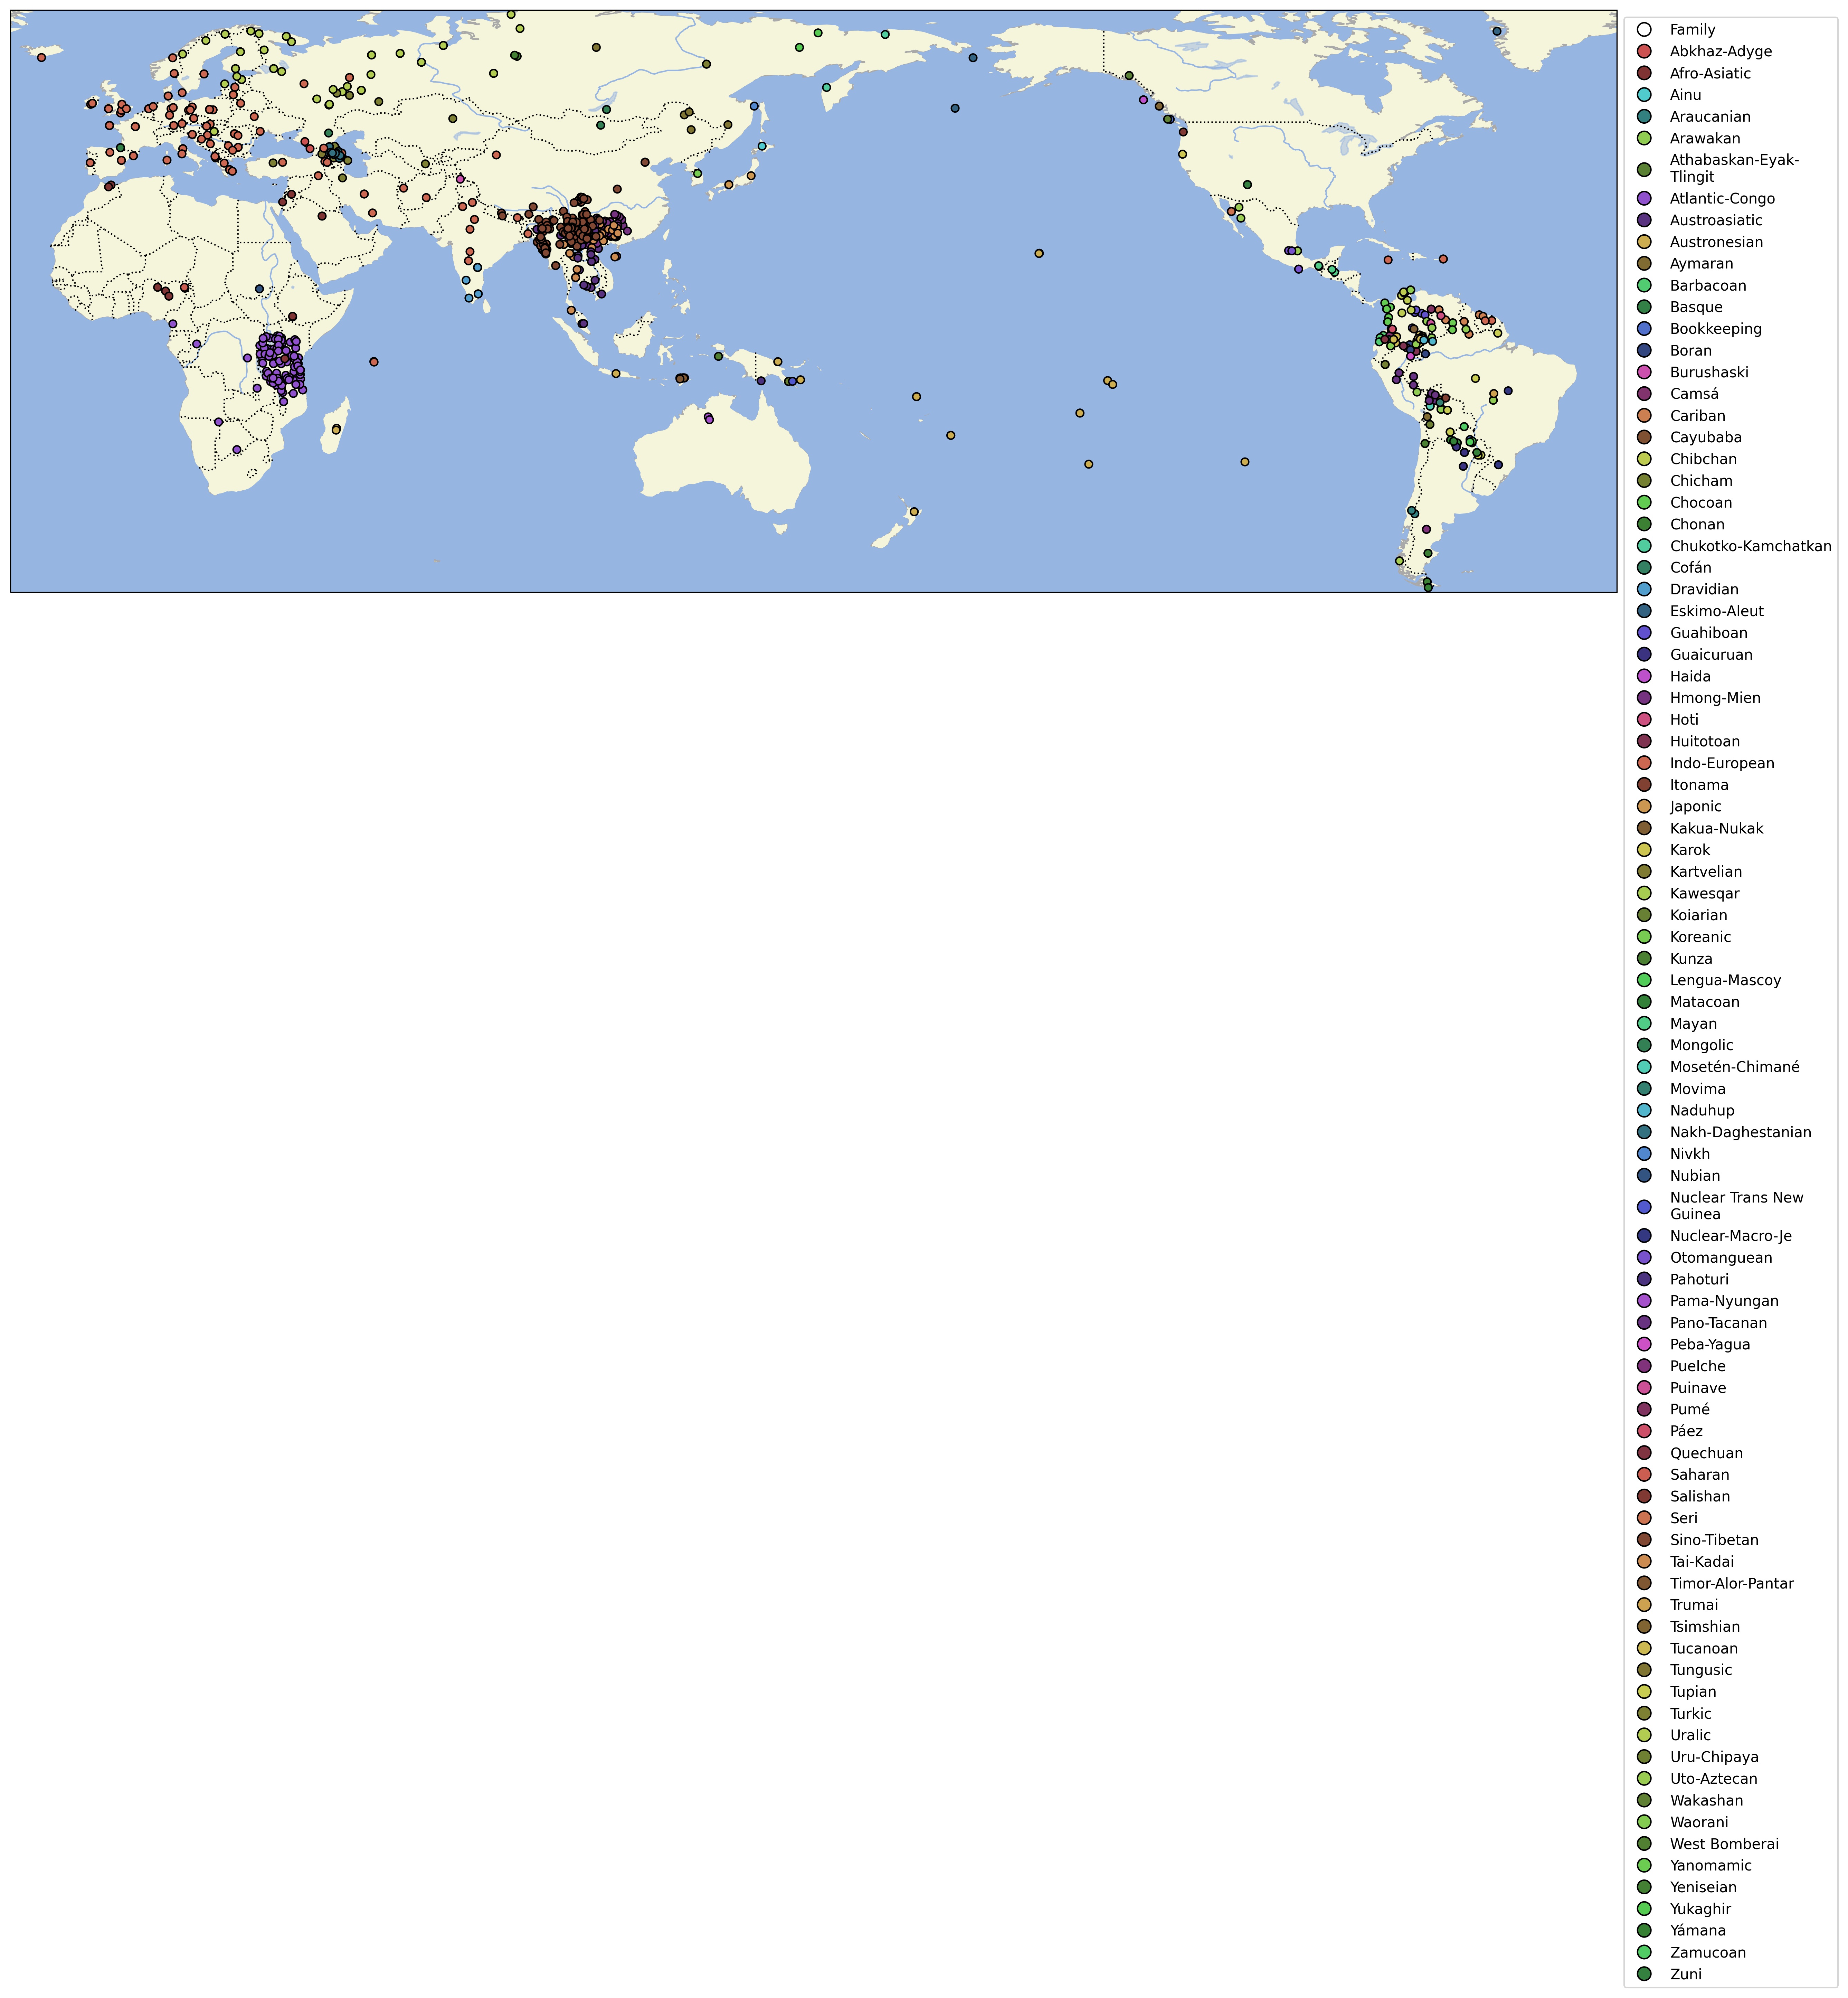 Family
Abkhaz-Adyge
Afro-Asiatic
Ainu
Araucanian
Arawakan
Athabaskan-Eyak-
Tlingit
Atlantic-Congo
Austroasiatic
Austronesian
Aymaran
Barbacoan
Basque
Bookkeeping
Boran
Burushaski
Camsá
Cariban
Cayubaba
Chibchan
Chicham
Chocoan
Chonan
Chukotko-Kamchatkan
Cofán
Dravidian
Eskimo-Aleut
Guahiboan
Guaicuruan
Haida
Hmong-Mien
Hoti
Huitotoan
Indo-European
Itonama
Japonic
Kakua-Nukak
Karok
Kartvelian
Kawesqar
Koiarian
Koreanic
Kunza
Lengua-Mascoy
Matacoan
Mayan
Mongolic
Mosetén-Chimané
Movima
Naduhup
Nakh-Daghestanian
Nivkh
Nubian
Nuclear Trans New
Guinea
Nuclear-Macro-Je
Otomanguean
Pahoturi
Pama-Nyungan
Pano-Tacanan
Peba-Yagua
Puelche
Puinave
Pumé
Páez
Quechuan
Saharan
Salishan
Seri
Sino-Tibetan
Tai-Kadai
Timor-Alor-Pantar
Trumai
Tsimshian
Tucanoan
Tungusic
Tupian
Turkic
Uralic
Uru-Chipaya
Uto-Aztecan
Wakashan
Waorani
West Bomberai
Yanomamic
Yeniseian
Yukaghir
Yámana
Zamucoan
Zuni